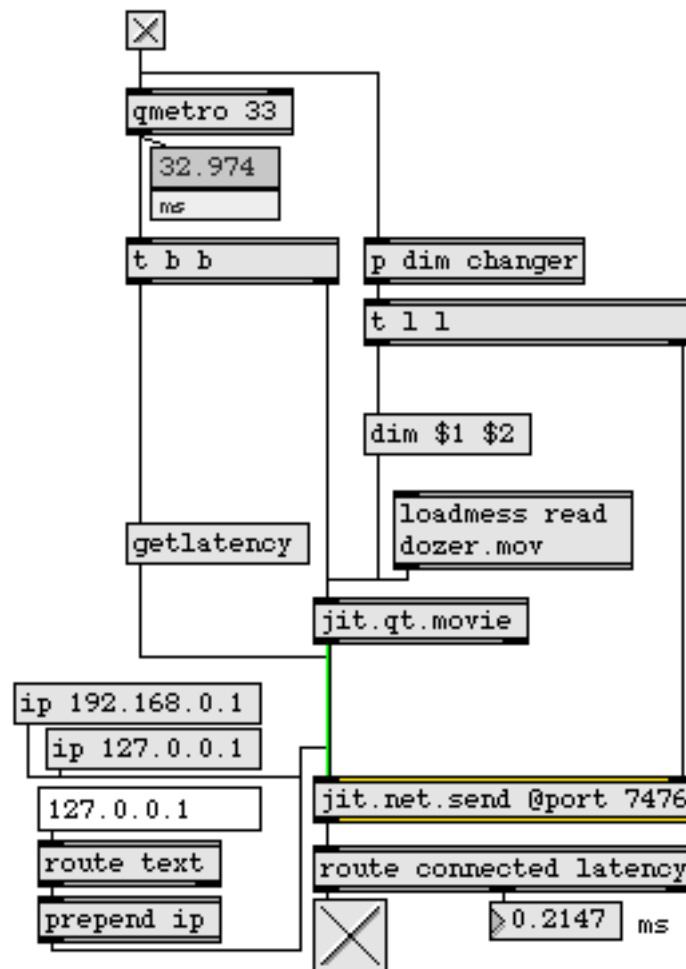 qmetro 33
32.974
ms
t b b
p dim changer
t l l
dim $1 $2
loadmess read
dozer.mov
getlatency
jit.qt.movie
ip 192.168.0.1
ip 127.0.0.1
127.0.0.1
jit.net.send @port 7476
route text
route connected latency
prepend ip
0.2147 ms